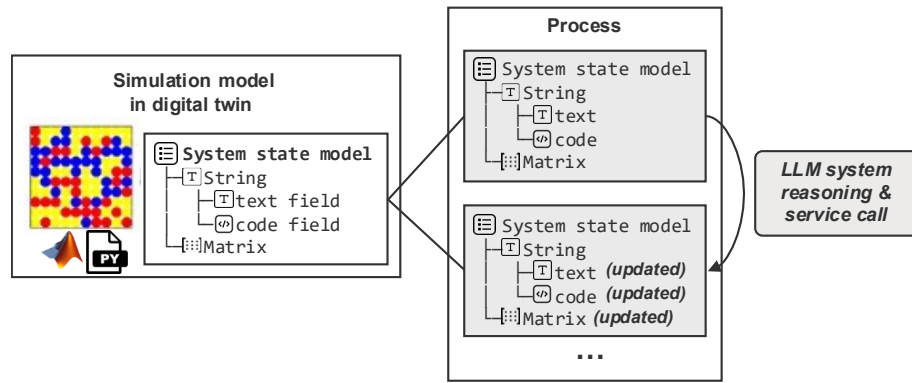 Simulation model
in digital twin
System state model
String
text field
code field
Matrix
PY
Process
System state model
String
text
code
Matrix
System state model
String
text (updated)
code (updated)
Matrix (updated)
...
LLM system
reasoning &
service call